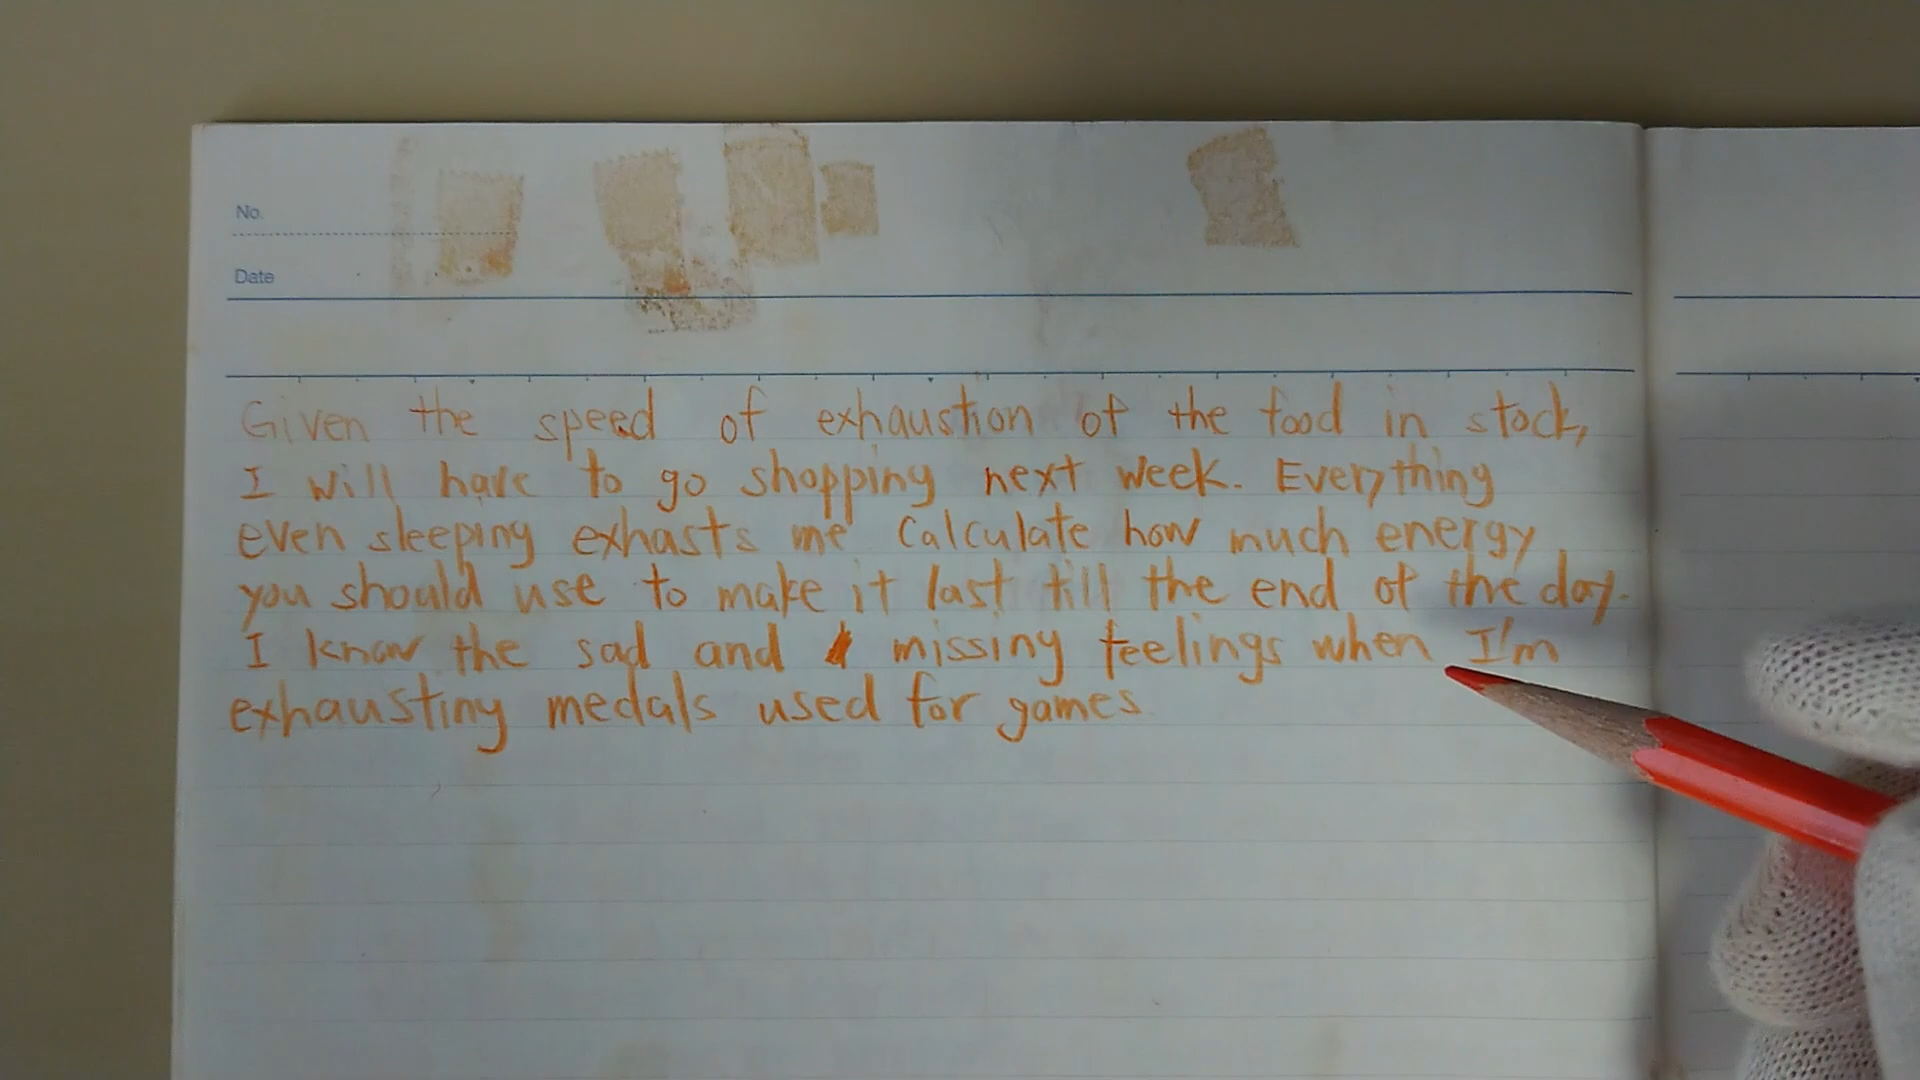 No.
Date
Given the speed of exhaustion of the food in stock,
I will have to go shopping next week. Everything
even sleeping exhasts me Calculate how much energy
you should use to make it last till the end of the day.
I know the sad and missing feelings when I'm
exhausting medals used for games